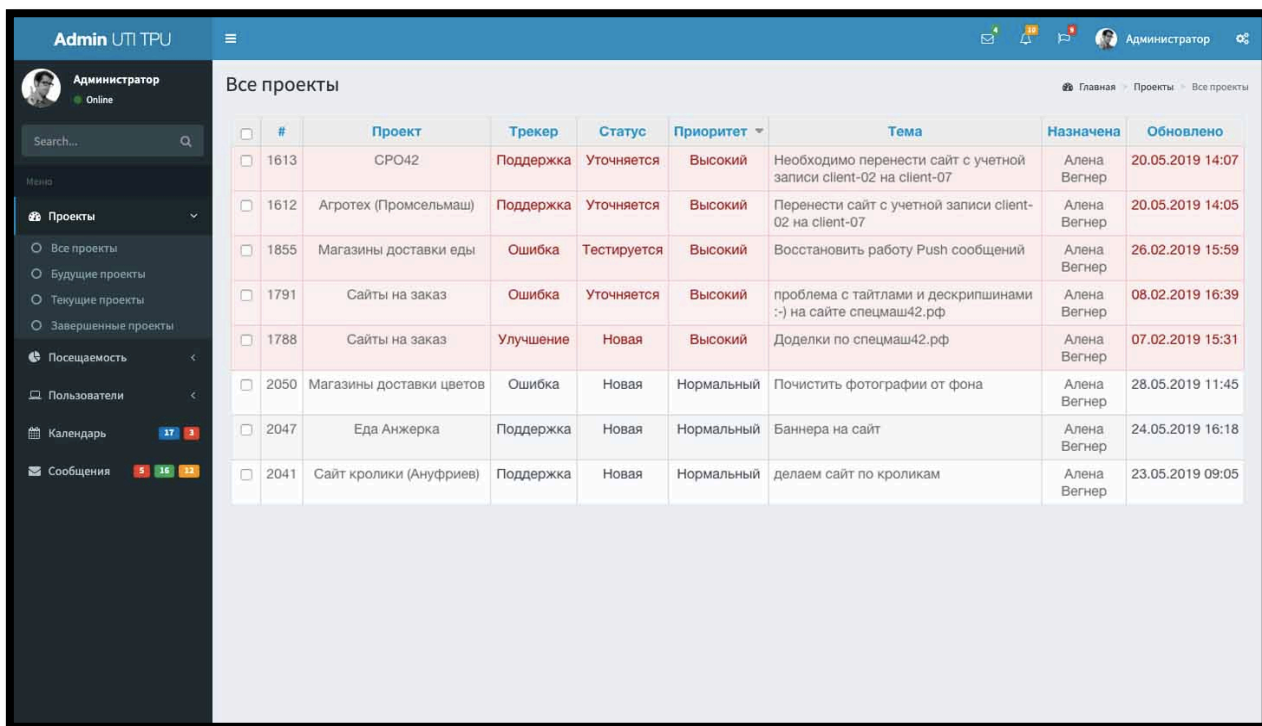 Admin UTI TPU
4
10
9
Администратор
Администратор
Online
Search...
Меню
Проекты
Все проекты
Будущие проекты
Текущие проекты
Завершенные проекты
Посещаемость
Пользователи
Календарь 17 3
Сообщения 5 16 12
Все проекты
Главная > Проекты > Все проекты
# Проект Трекер Статус Приоритет Тема Назначена Обновлено
1613 СРО42 Поддержка Уточняется Высокий Необходимо перенести сайт с учетной Алена 20.05.2019 14:07
записи client-02 на client-07 Вегнер
1612 Агротех (Промсельмаш) Поддержка Уточняется Высокий Перенести сайт с учетной записи client- Алена 20.05.2019 14:05
02 на client-07 Вегнер
1855 Магазины доставки еды Ошибка Тестируется Высокий Восстановить работу Push сообщений Алена 26.02.2019 15:59
Вегнер
1791 Сайты на заказ Ошибка Уточняется Высокий проблема с тайтлами и дескрипшинами Алена 08.02.2019 16:39
:-) на сайте спецмаш42.рф Вегнер
1788 Сайты на заказ Улучшение Новая Высокий Доделки по спецмаш42.рф Алена 07.02.2019 15:31
Вегнер
2050 Магазины доставки цветов Ошибка Новая Нормальный Почистить фотографии от фона Алена 28.05.2019 11:45
Вегнер
2047 Еда Анжерка Поддержка Новая Нормальный Баннера на сайт Алена 24.05.2019 16:18
Вегнер
2041 Сайт кролики (Ануфриев) Поддержка Новая Нормальный делаем сайт по кроликам Алена 23.05.2019 09:05
Вегнер